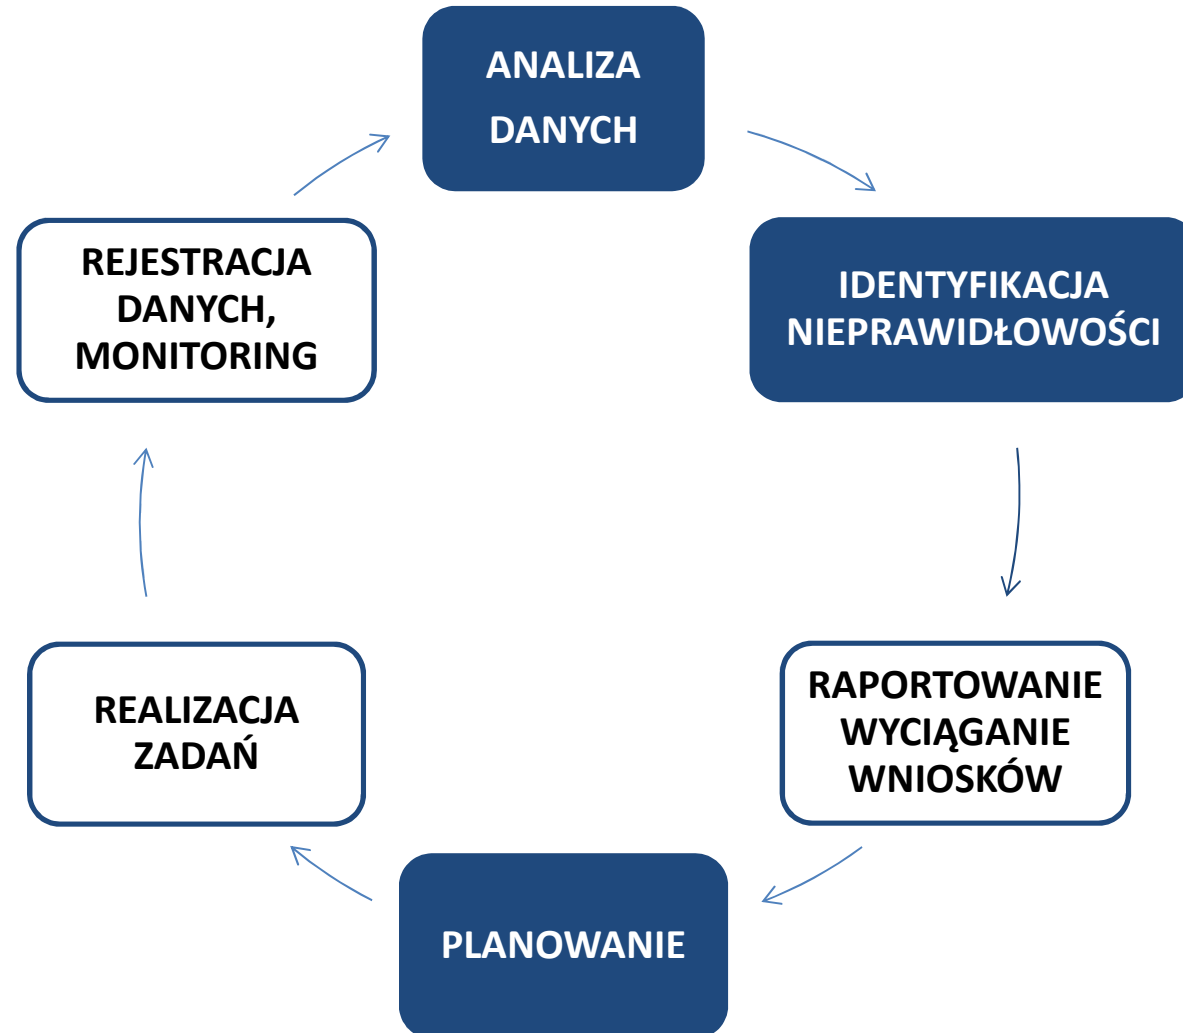 ANALIZA
DANYCH
IDENTYFIKACJA
NIEPRAWIDŁOWOŚCI
RAPORTOWANIE
WYCIĄGANIE
WNIOSKÓW
PLANOWANIE
REALIZACJA
ZADAŃ
REJESTRACJA
DANYCH,
MONITORING